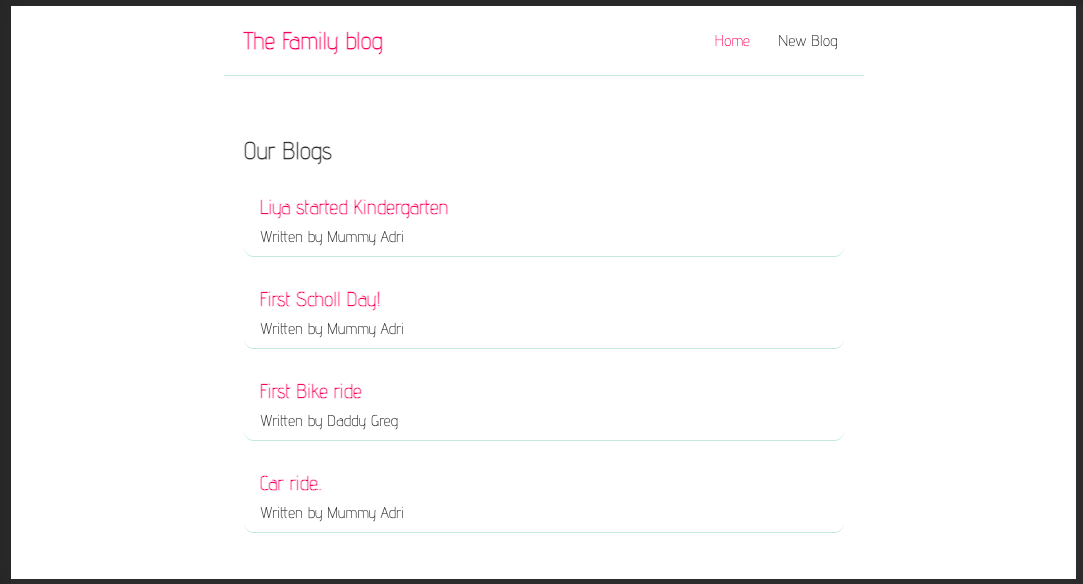 The Family blog
Home New Blog
Our Blogs
Liya started Kindergarten
Written by Mummy Adri
First Scholl Day!
Written by Mummy Adri
First Bike ride
Written by Daddy Greg
Car ride.
Written by Mummy Adri